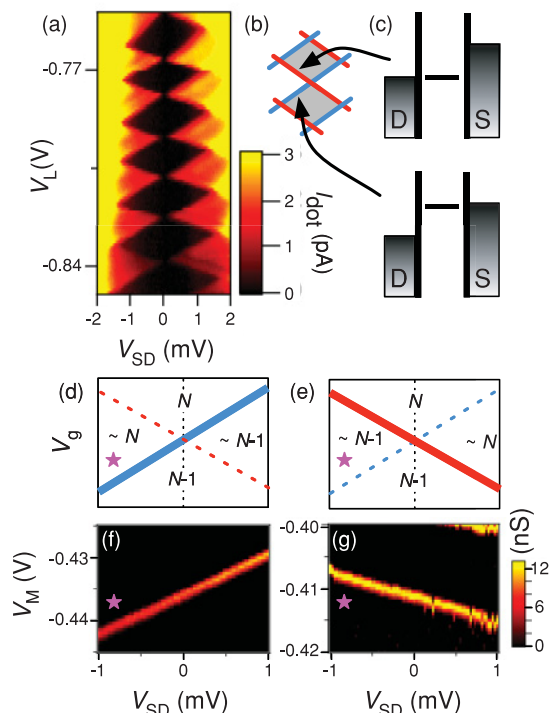 (a)
(b)
(c)
-0.77
V_L(V)
-0.84
-2 -1 0 1 2
V_SD (mV)
3
2
1
0
I_dot (pA)
D S
D S
(d)
(e)
V_g
N
~ N
~ N-1
N-1
N
~ N-1
~ N
N-1
(f)
(g)
V_M (V)
-0.43
-0.44
-0.40
-0.41
-0.42
(nS)
12
6
0
-1 0 1
V_SD (mV)
-1 0 1
V_SD (mV)